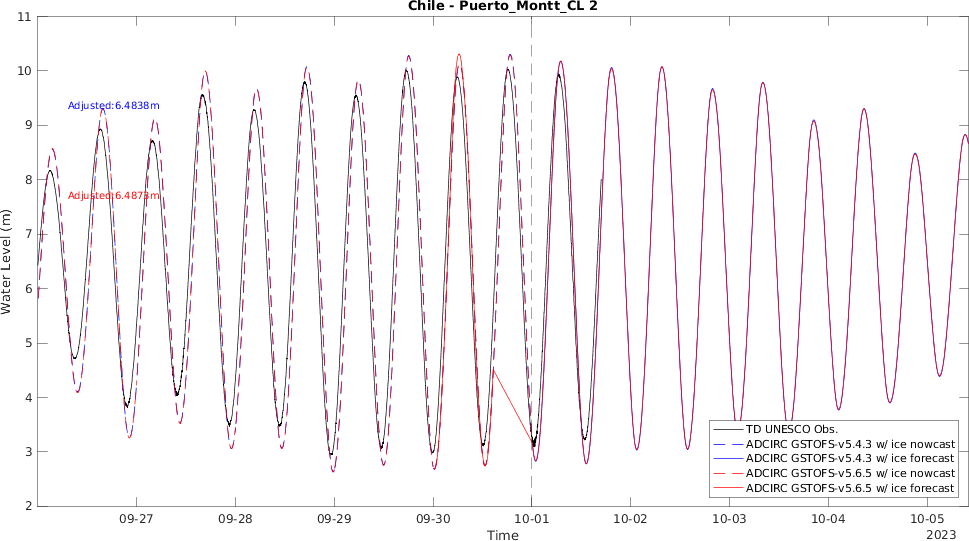 Chile - Puerto_Montt_CL 2
11
10
9
8
7
6
5
4
3
2
Water Level (m)
Adjusted:6.4838m
Adjusted:6.4873m
TD UNESCO Obs.
ADCIRC GSTOFS-v5.4.3 w/ ice nowcast
ADCIRC GSTOFS-v5.4.3 w/ ice forecast
ADCIRC GSTOFS-v5.6.5 w/ ice nowcast
ADCIRC GSTOFS-v5.6.5 w/ ice forecast
09-27 09-28 09-29 09-30 10-01 10-02 10-03 10-04 10-05
Time
2023